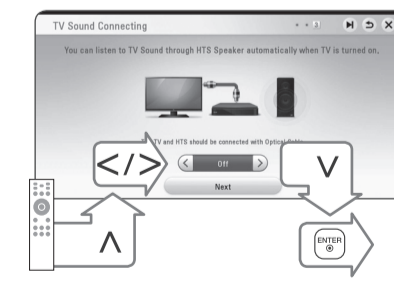 TV Sound Connecting
3
You can listen to TV Sound through HTS Speaker automatically when TV is turned on.
TV and HTS should be connected with Optical
</>
Off
Next
V
Λ
ENTER